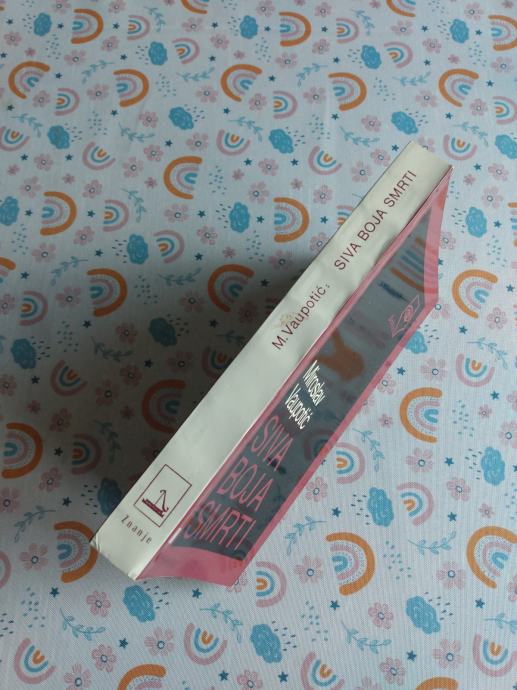 M. Vaupotić: SIVA BOJA SMRTI
Znanje
Miroslav
Vaupotić
SIVA
BOJA
SMRTI